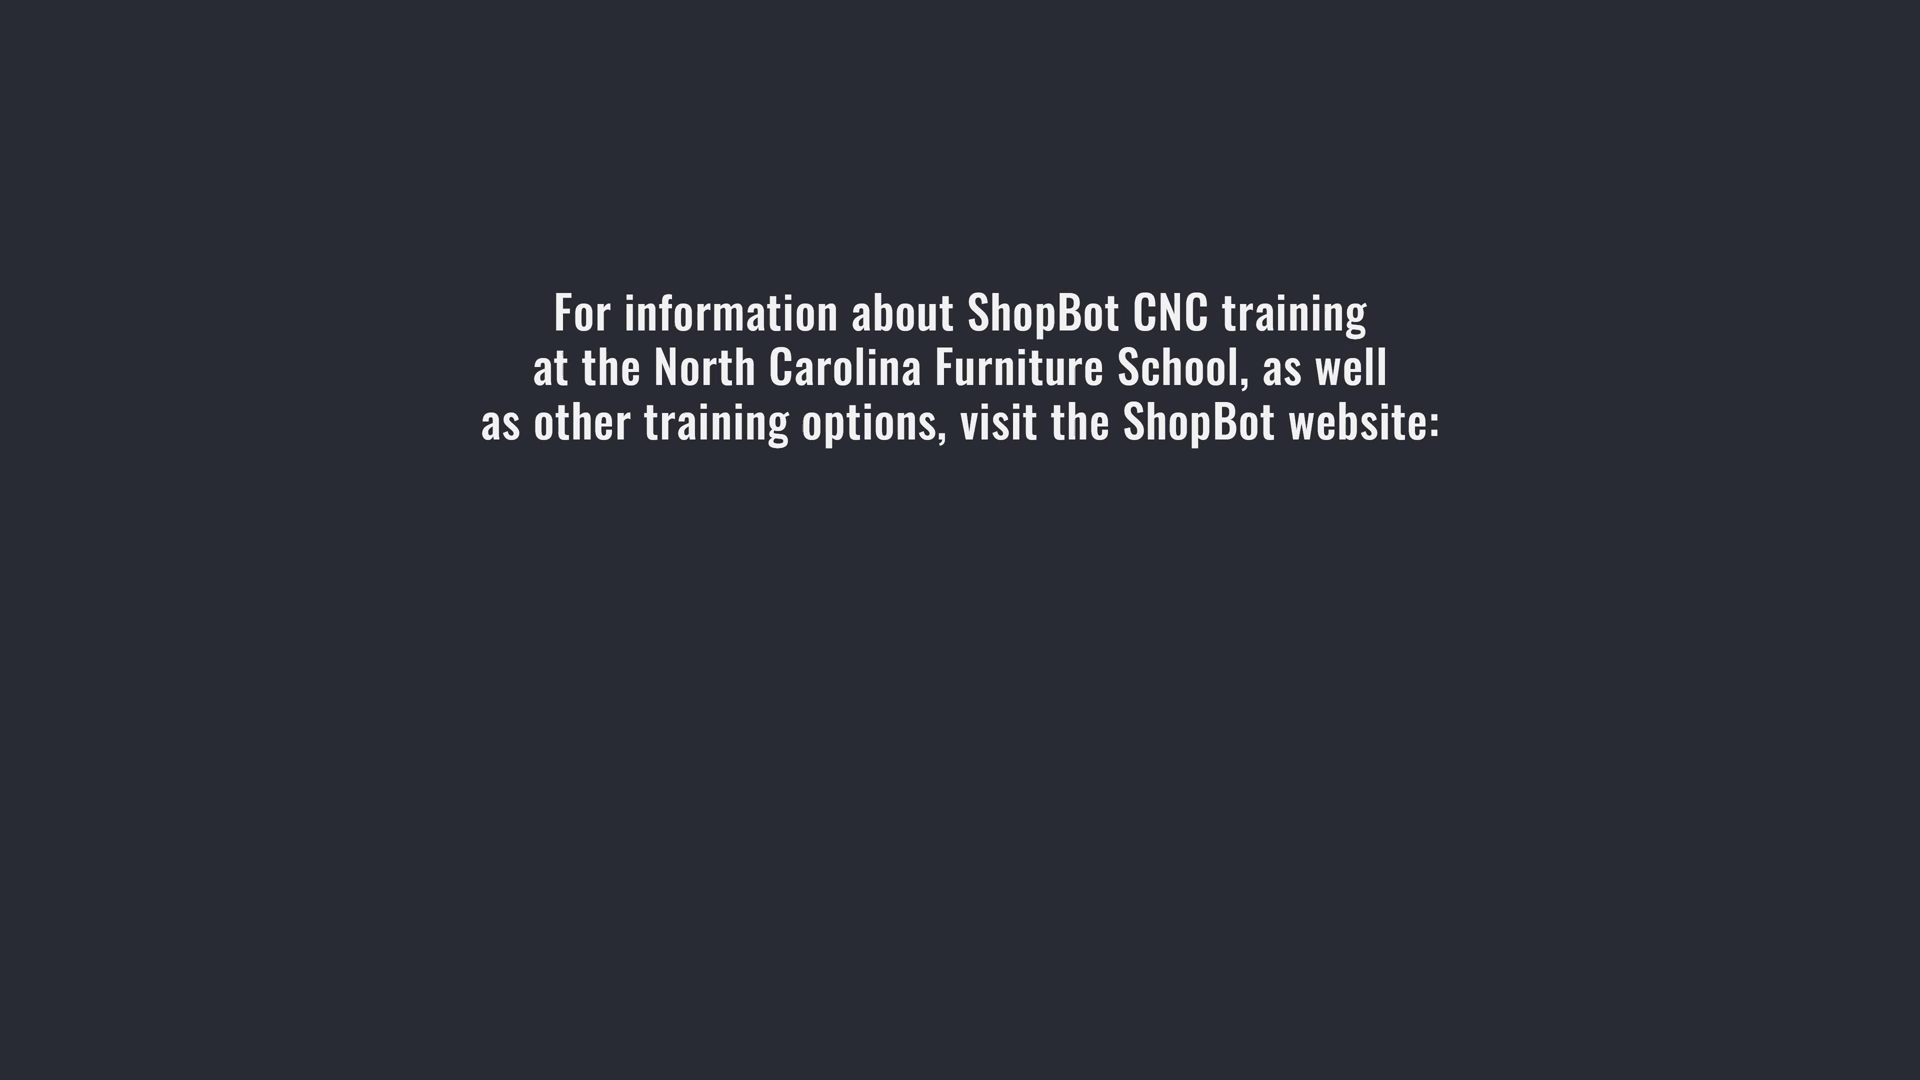 For information about ShopBot CNC training
at the North Carolina Furniture School, as well
as other training options, visit the ShopBot website: